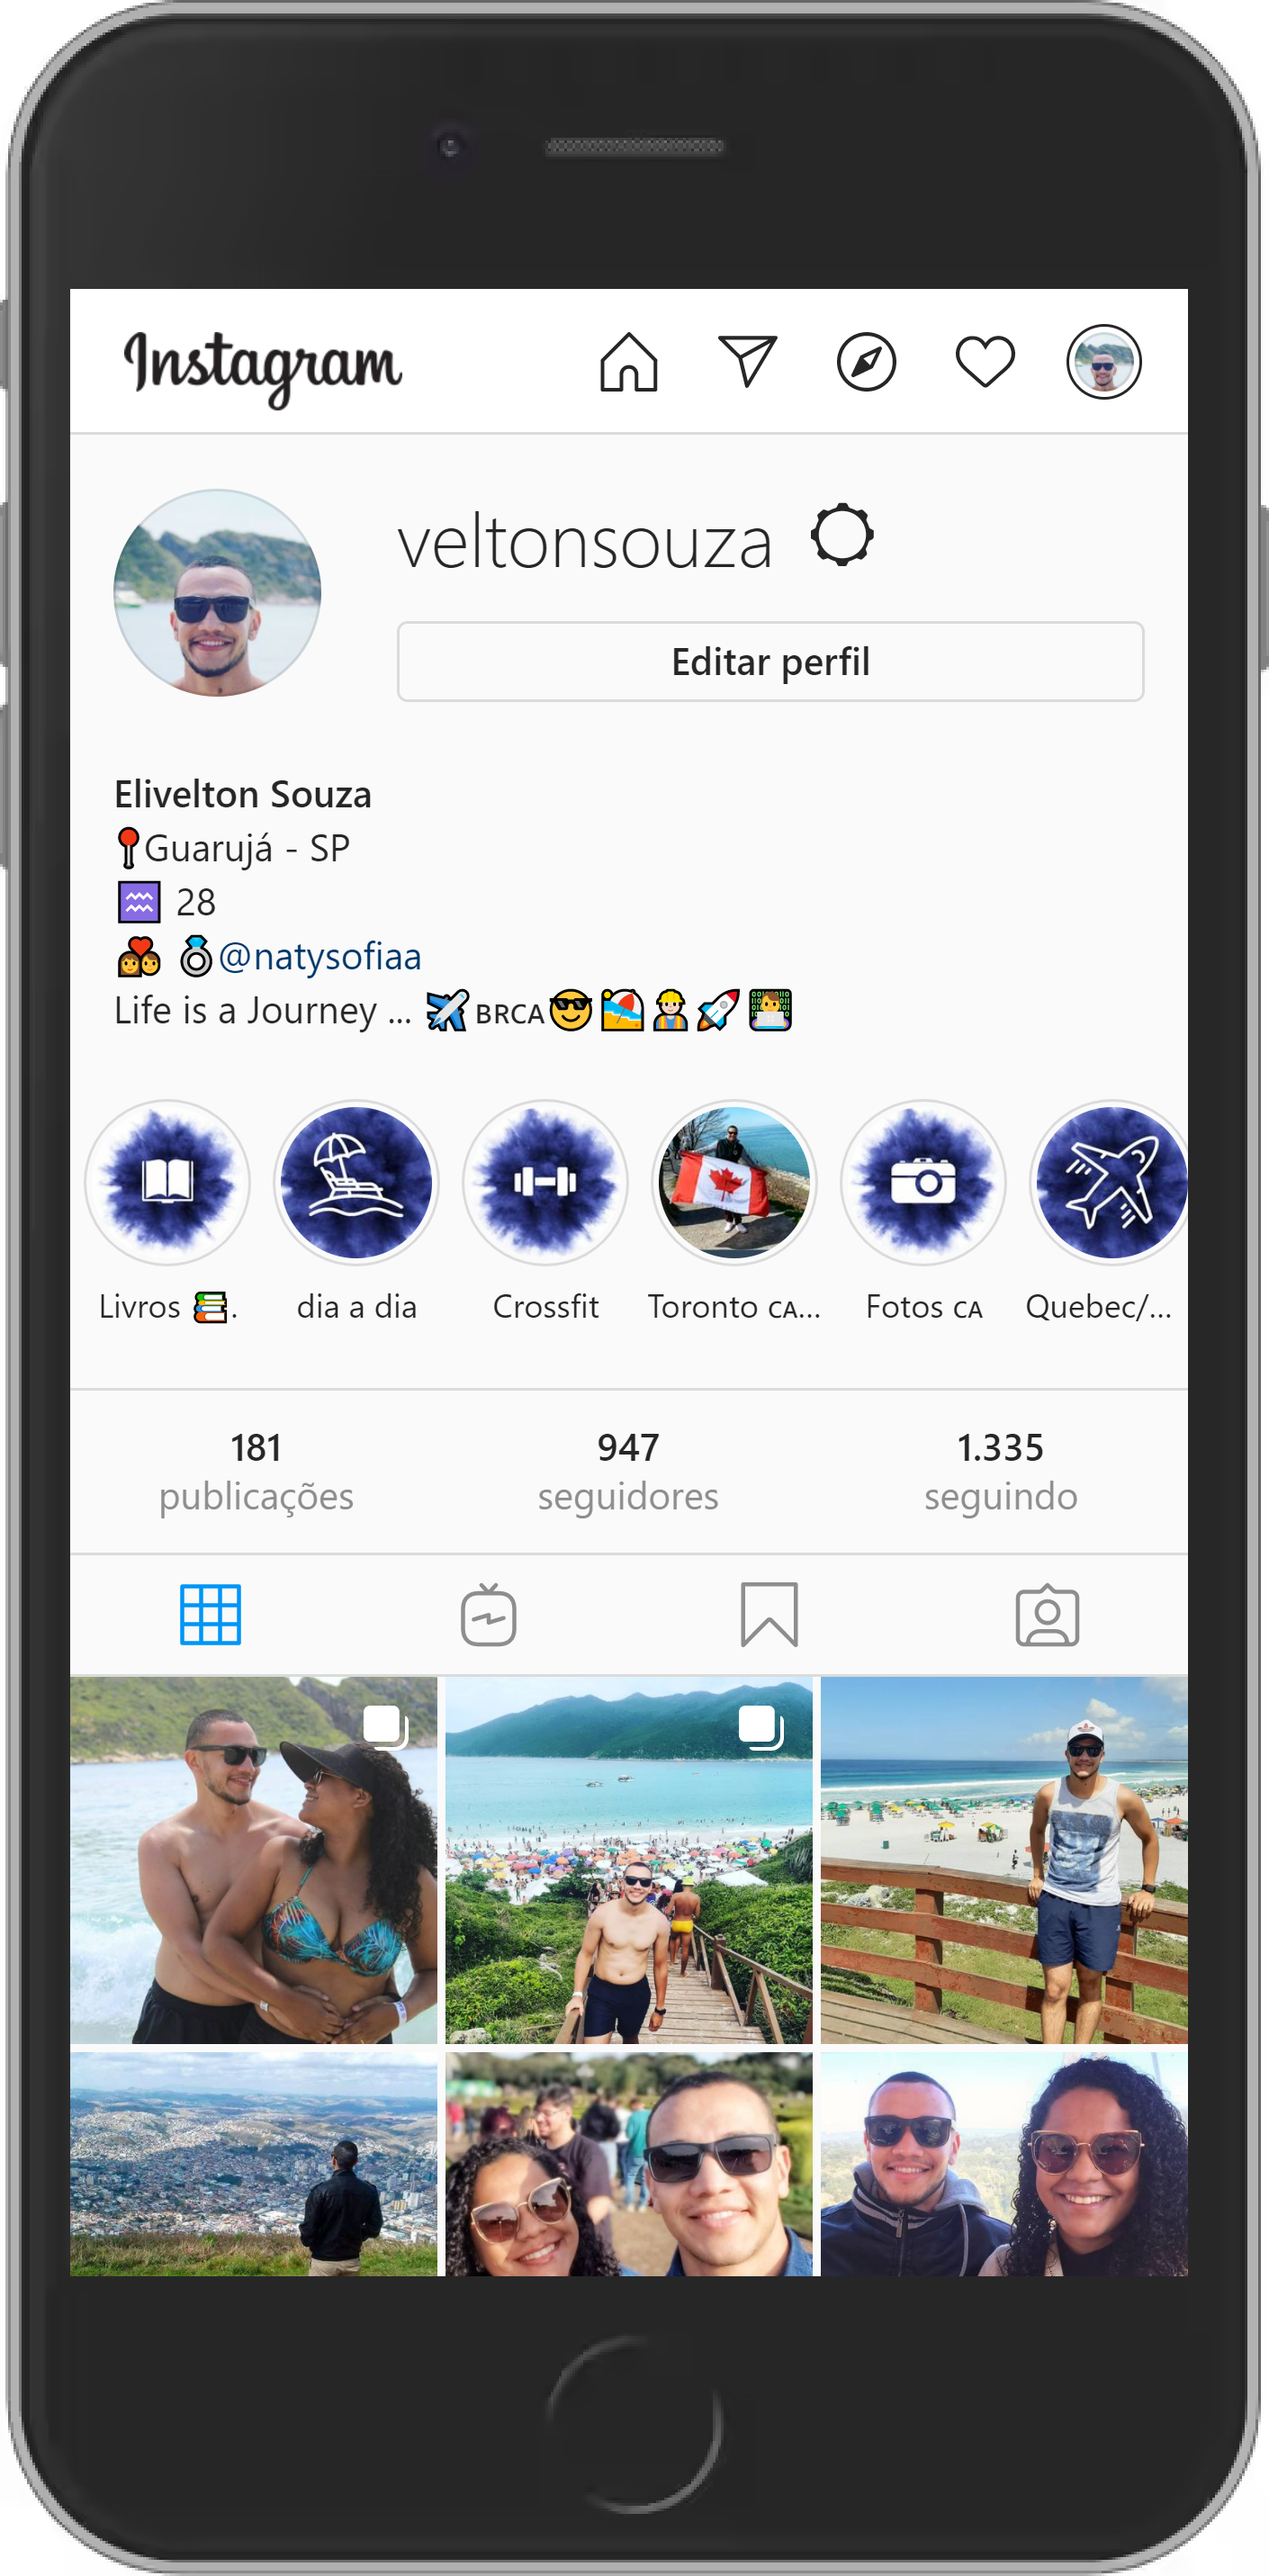 Instagram
veltonsouza
Editar perfil
Elivelton Souza
📍Guarujá - SP
♒ 28
💑 💍@natysofiaa
Life is a Journey ... ✈️ BRCA😎🏖️👷🚀👨‍💻
Livros 📚.
dia a dia
Crossfit
Toronto CA...
Fotos CA
Quebec/...
181
publicações
947
seguidores
1.335
seguindo